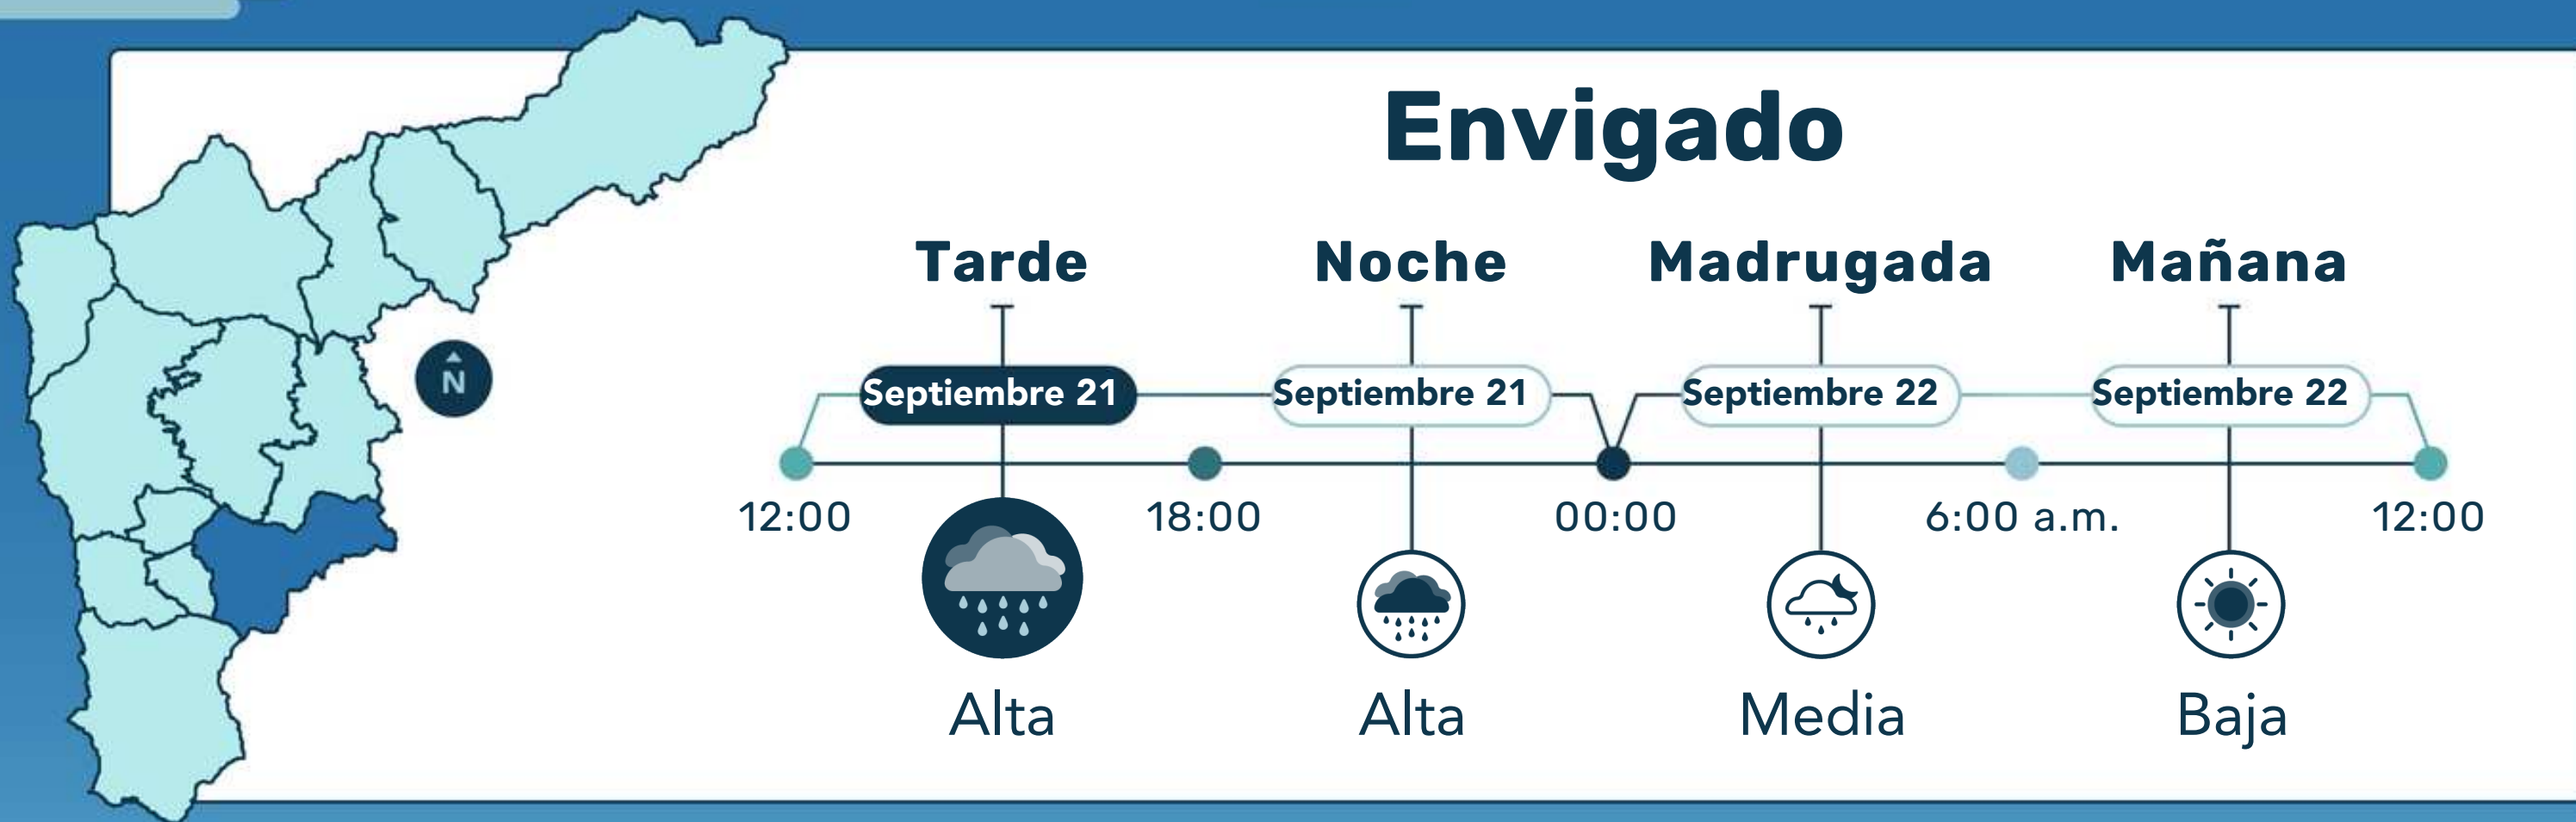 Envigado
Tarde Noche Madrugada Mañana
Septiembre 21 Septiembre 21 Septiembre 22 Septiembre 22
N
12:00 18:00 00:00 6:00 a.m. 12:00
Alta Alta Media Baja